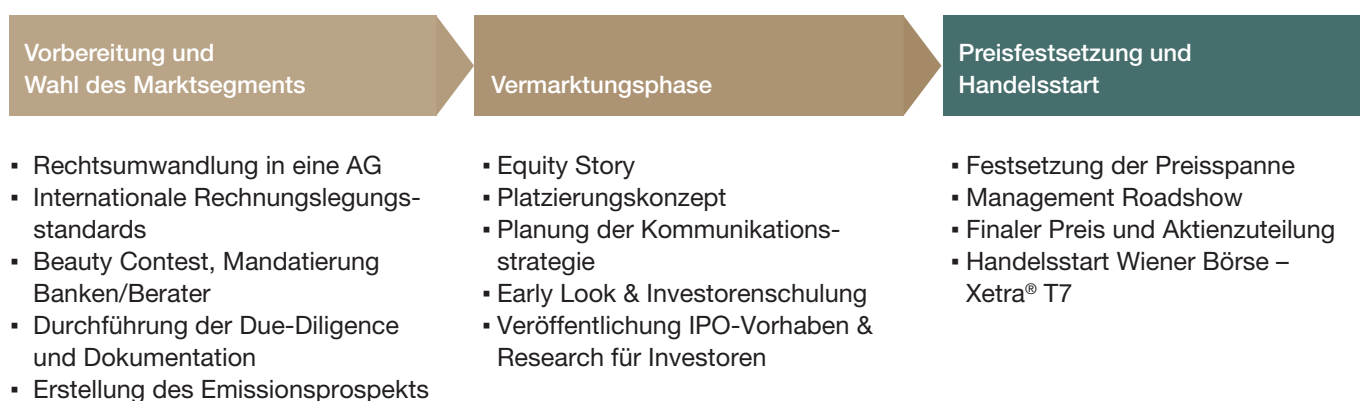 Vorbereitung und
Wahl des Marktsegments
▪ Rechtsumwandlung in eine AG
▪ Internationale Rechnungslegungs-
standards
▪ Beauty Contest, Mandatierung
Banken/Berater
▪ Durchführung der Due-Diligence
und Dokumentation
▪ Erstellung des Emissionsprospekts
Vermarktungsphase
▪ Equity Story
▪ Platzierungskonzept
▪ Planung der Kommunikations-
strategie
▪ Early Look & Investorenschulung
▪ Veröffentlichung IPO-Vorhaben &
Research für Investoren
Preisfestsetzung und
Handelsstart
▪ Festsetzung der Preisspanne
▪ Management Roadshow
▪ Finaler Preis und Aktienzuteilung
▪ Handelsstart Wiener Börse –
Xetra® T7